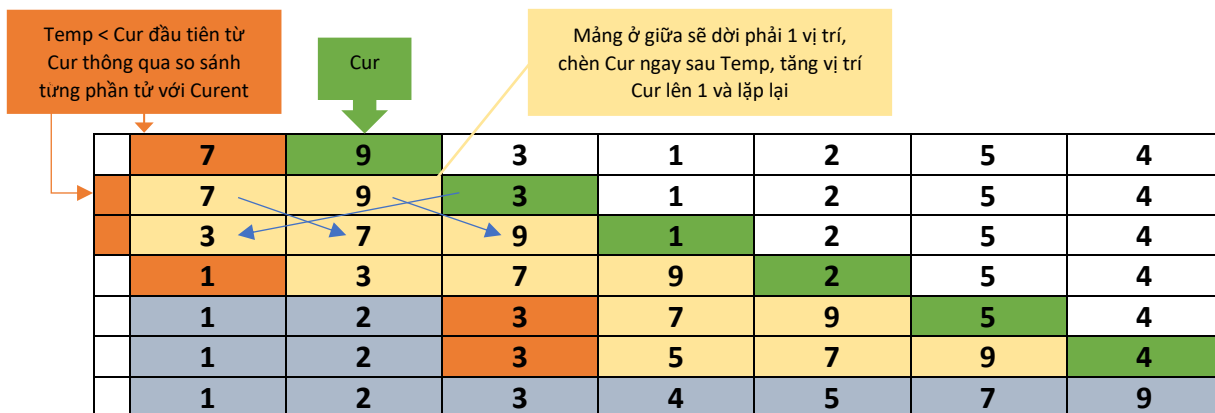 Temp < Cur đầu tiên từ
Cur thông qua so sánh
từng phần tử với Curent
Cur
Mảng ở giữa sẽ dời phải 1 vị trí,
chèn Cur ngay sau Temp, tăng vị trí
Cur lên 1 và lặp lại
7 9 3 1 2 5 4
7 9 3 1 2 5 4
3 7 9 1 2 5 4
1 3 7 9 2 5 4
1 2 3 7 9 5 4
1 2 3 5 7 9 4
1 2 3 4 5 7 9